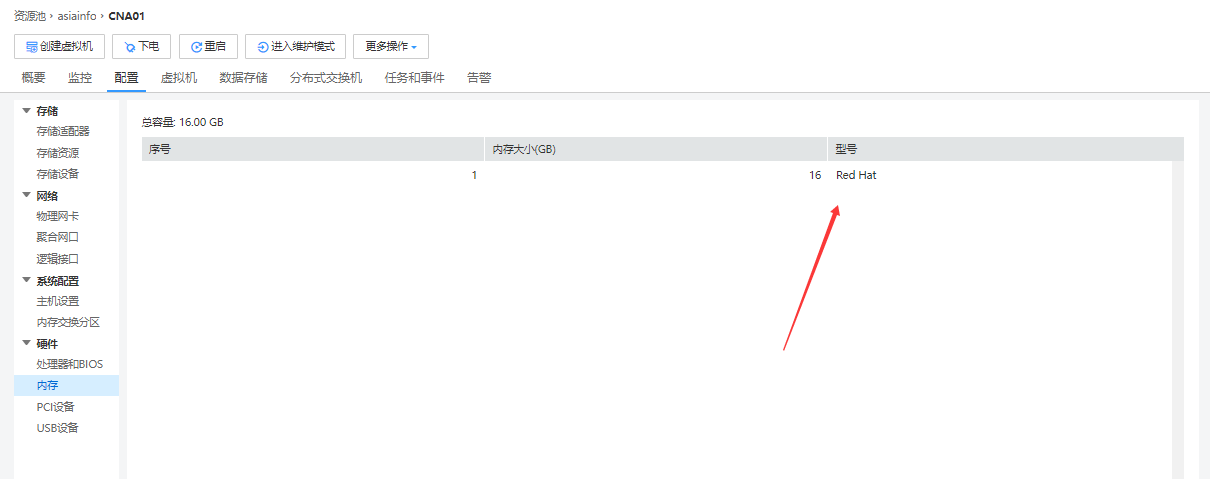 资源池 › asiainfo › CNA01
创建虚拟机 下电 重启 进入维护模式 更多操作
概要 监控 配置 虚拟机 数据存储 分布式交换机 任务和事件 告警
存储
存储适配器
存储资源
存储设备
网络
物理网卡
聚合网口
逻辑接口
系统配置
主机设置
内存交换分区
硬件
处理器和BIOS
内存
PCI设备
USB设备
总容量: 16.00 GB
序号 内存大小(GB) 型号
1 16 Red Hat